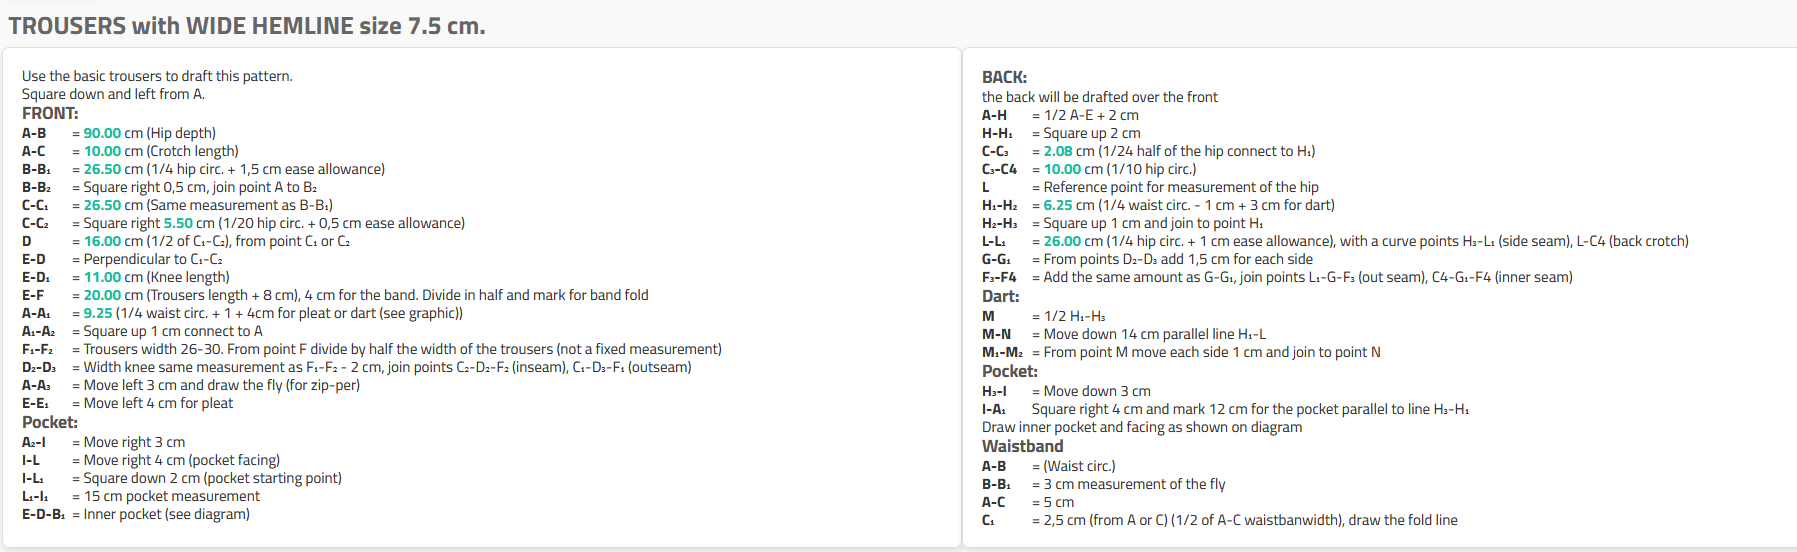 TROUSERS with WIDE HEMLINE size 7.5 cm.
Use the basic trousers to draft this pattern.
Square down and left from A.
FRONT:
A-B = 90.00 cm (Hip depth)
A-C = 10.00 cm (Crotch length)
B-B₁ = 26.50 cm (1/4 hip circ. + 1,5 cm ease allowance)
B-B₂ = Square right 0,5 cm, join point A to B₂
C-C₁ = 26.50 cm (Same measurement as B-B₁)
C-C₂ = Square right 5.50 cm (1/20 hip circ. + 0,5 cm ease allowance)
D = 16.00 cm (1/2 of C₁-C₂), from point C₁ or C₂
E-D = Perpendicular to C₁-C₂
E-D₁ = 11.00 cm (Knee length)
E-F = 20.00 cm (Trousers length + 8 cm), 4 cm for the band. Divide in half and mark for band fold
A-A₁ = 9.25 (1/4 waist circ. + 1 + 4cm for pleat or dart (see graphic))
A₁-A₂ = Square up 1 cm connect to A
F₁-F₂ = Trousers width 26-30. From point F divide by half the width of the trousers (not a fixed measurement)
D₂-D₃ = Width knee same measurement as F₁-F₂ - 2 cm, join points C₂-D₂-F₂ (inseam), C₁-D₃-F₁ (outseam)
A-A₃ = Move left 3 cm and draw the fly (for zip-per)
E-E₁ = Move left 4 cm for pleat
Pocket:
A₂-I = Move right 3 cm
I-L = Move right 4 cm (pocket facing)
I-L₁ = Square down 2 cm (pocket starting point)
L₁-I₁ = 15 cm pocket measurement
E-D-B₁ = Inner pocket (see diagram)
BACK:
the back will be drafted over the front
A-H = 1/2 A-E + 2 cm
H-H₁ = Square up 2 cm
C-C₃ = 2.08 cm (1/24 half of the hip connect to H₁)
C₃-C4 = 10.00 cm (1/10 hip circ.)
L = Reference point for measurement of the hip
H₁-H₂ = 6.25 cm (1/4 waist circ. - 1 cm + 3 cm for dart)
H₂-H₃ = Square up 1 cm and join to point H₁
L-L₁ = 26.00 cm (1/4 hip circ. + 1 cm ease allowance), with a curve points H₃-L₁ (side seam), L-C4 (back crotch)
G-G₁ = From points D₂-D₃ add 1,5 cm for each side
F₃-F4 = Add the same amount as G-G₁, join points L₁-G-F₃ (out seam), C4-G₁-F4 (inner seam)
Dart:
M = 1/2 H₁-H₃
M-N = Move down 14 cm parallel line H₁-L
M₁-M₂ = From point M move each side 1 cm and join to point N
Pocket:
H₃-I = Move down 3 cm
I-A₁ Square right 4 cm and mark 12 cm for the pocket parallel to line H₃-H₁
Draw inner pocket and facing as shown on diagram
Waistband
A-B = (Waist circ.)
B-B₁ = 3 cm measurement of the fly
A-C = 5 cm
C₁ = 2,5 cm (from A or C) (1/2 of A-C waistbanwidth), draw the fold line